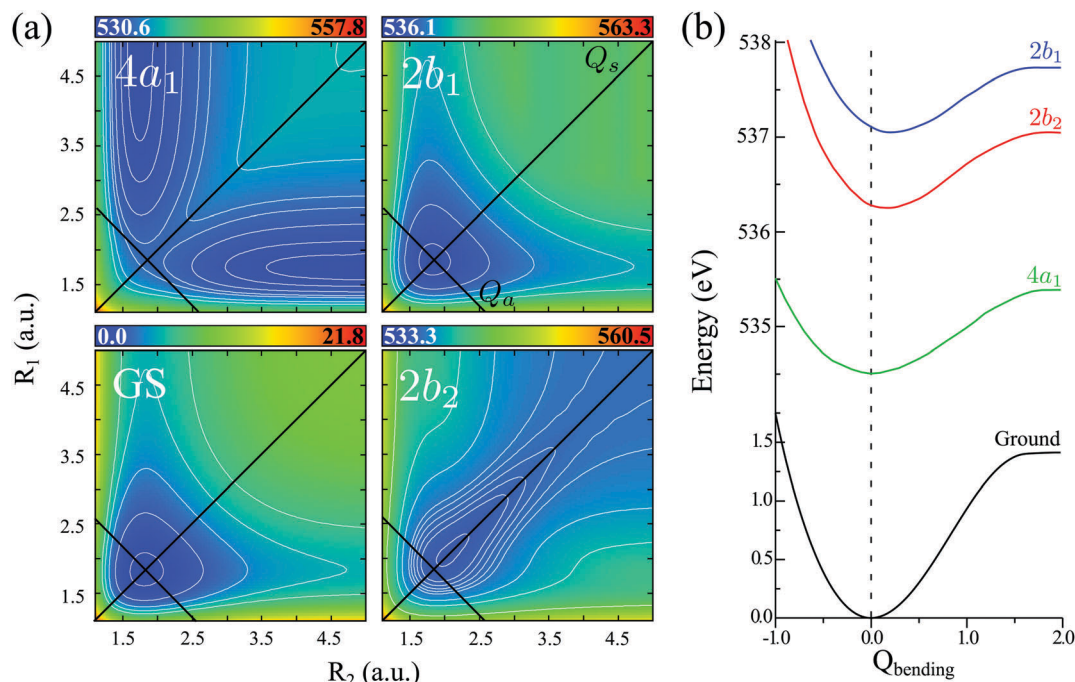 (a)
530.6 557.8
536.1 563.3
4a1
2b1
Qs
Qa
4.5
3.5
2.5
1.5
0.0 21.8
533.3 560.5
GS
2b2
4.5
3.5
2.5
1.5
1.5 2.5 3.5 4.5
1.5 2.5 3.5 4.5
R1 (a.u.)
R2 (a.u.)
(b)
538
537
536
535
1.5
1.0
0.5
0.0
Energy (eV)
2b1
2b2
4a1
Ground
-1.0 0.0 1.0 2.0
Qbending